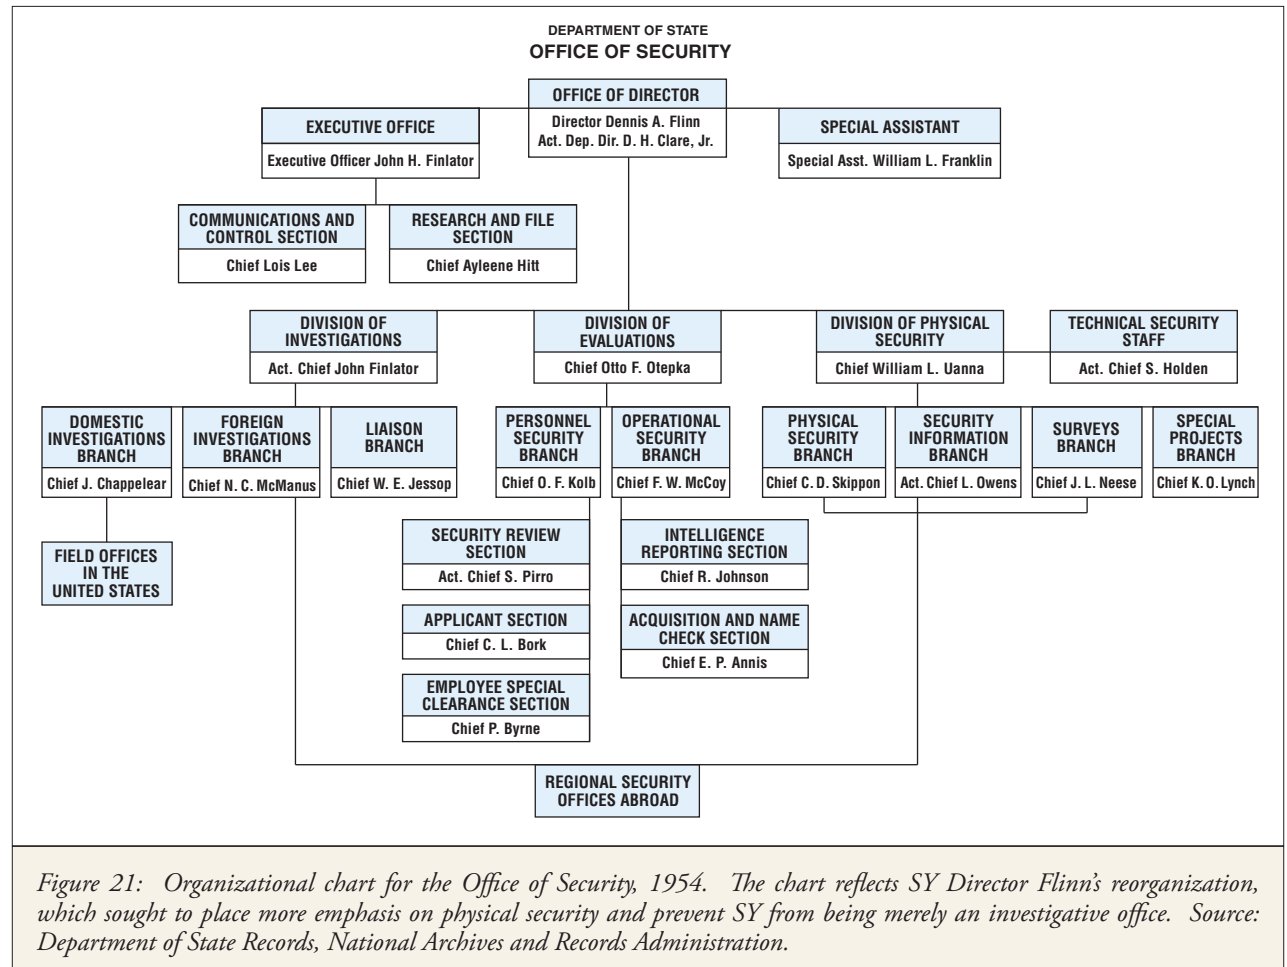 DEPARTMENT OF STATE
OFFICE OF SECURITY
OFFICE OF DIRECTOR
Director Dennis A. Flinn
Act. Dep. Dir. D. H. Clare, Jr.
EXECUTIVE OFFICE
Executive Officer John H. Finlator
SPECIAL ASSISTANT
Special Asst. William L. Franklin
COMMUNICATIONS AND
CONTROL SECTION
Chief Lois Lee
RESEARCH AND FILE
SECTION
Chief Ayleene Hitt
DIVISION OF
INVESTIGATIONS
Act. Chief John Finlator
DIVISION OF
EVALUATIONS
Chief Otto F. Otepka
DIVISION OF PHYSICAL
SECURITY
Chief William L. Uanna
TECHNICAL SECURITY
STAFF
Act. Chief S. Holden
DOMESTIC
INVESTIGATIONS
BRANCH
Chief J. Chappelear
FOREIGN
INVESTIGATIONS
BRANCH
Chief N. C. McManus
LIAISON
BRANCH
Chief W. E. Jessop
PERSONNEL
SECURITY
BRANCH
Chief O. F. Kolb
OPERATIONAL
SECURITY
BRANCH
Chief F. W. McCoy
PHYSICAL
SECURITY
BRANCH
Chief C. D. Skippon
SECURITY
INFORMATION
BRANCH
Act. Chief L. Owens
SURVEYS
BRANCH
Chief J. L. Neese
SPECIAL
PROJECTS
BRANCH
Chief K. O. Lynch
FIELD OFFICES
IN THE
UNITED STATES
SECURITY REVIEW
SECTION
Act. Chief S. Pirro
INTELLIGENCE
REPORTING SECTION
Chief R. Johnson
APPLICANT SECTION
Chief C. L. Bork
ACQUISITION AND NAME
CHECK SECTION
Chief E. P. Annis
EMPLOYEE SPECIAL
CLEARANCE SECTION
Chief P. Byrne
REGIONAL SECURITY
OFFICES ABROAD
Figure 21: Organizational chart for the Office of Security, 1954. The chart reflects SY Director Flinn's reorganization,
which sought to place more emphasis on physical security and prevent SY from being merely an investigative office. Source:
Department of State Records, National Archives and Records Administration.